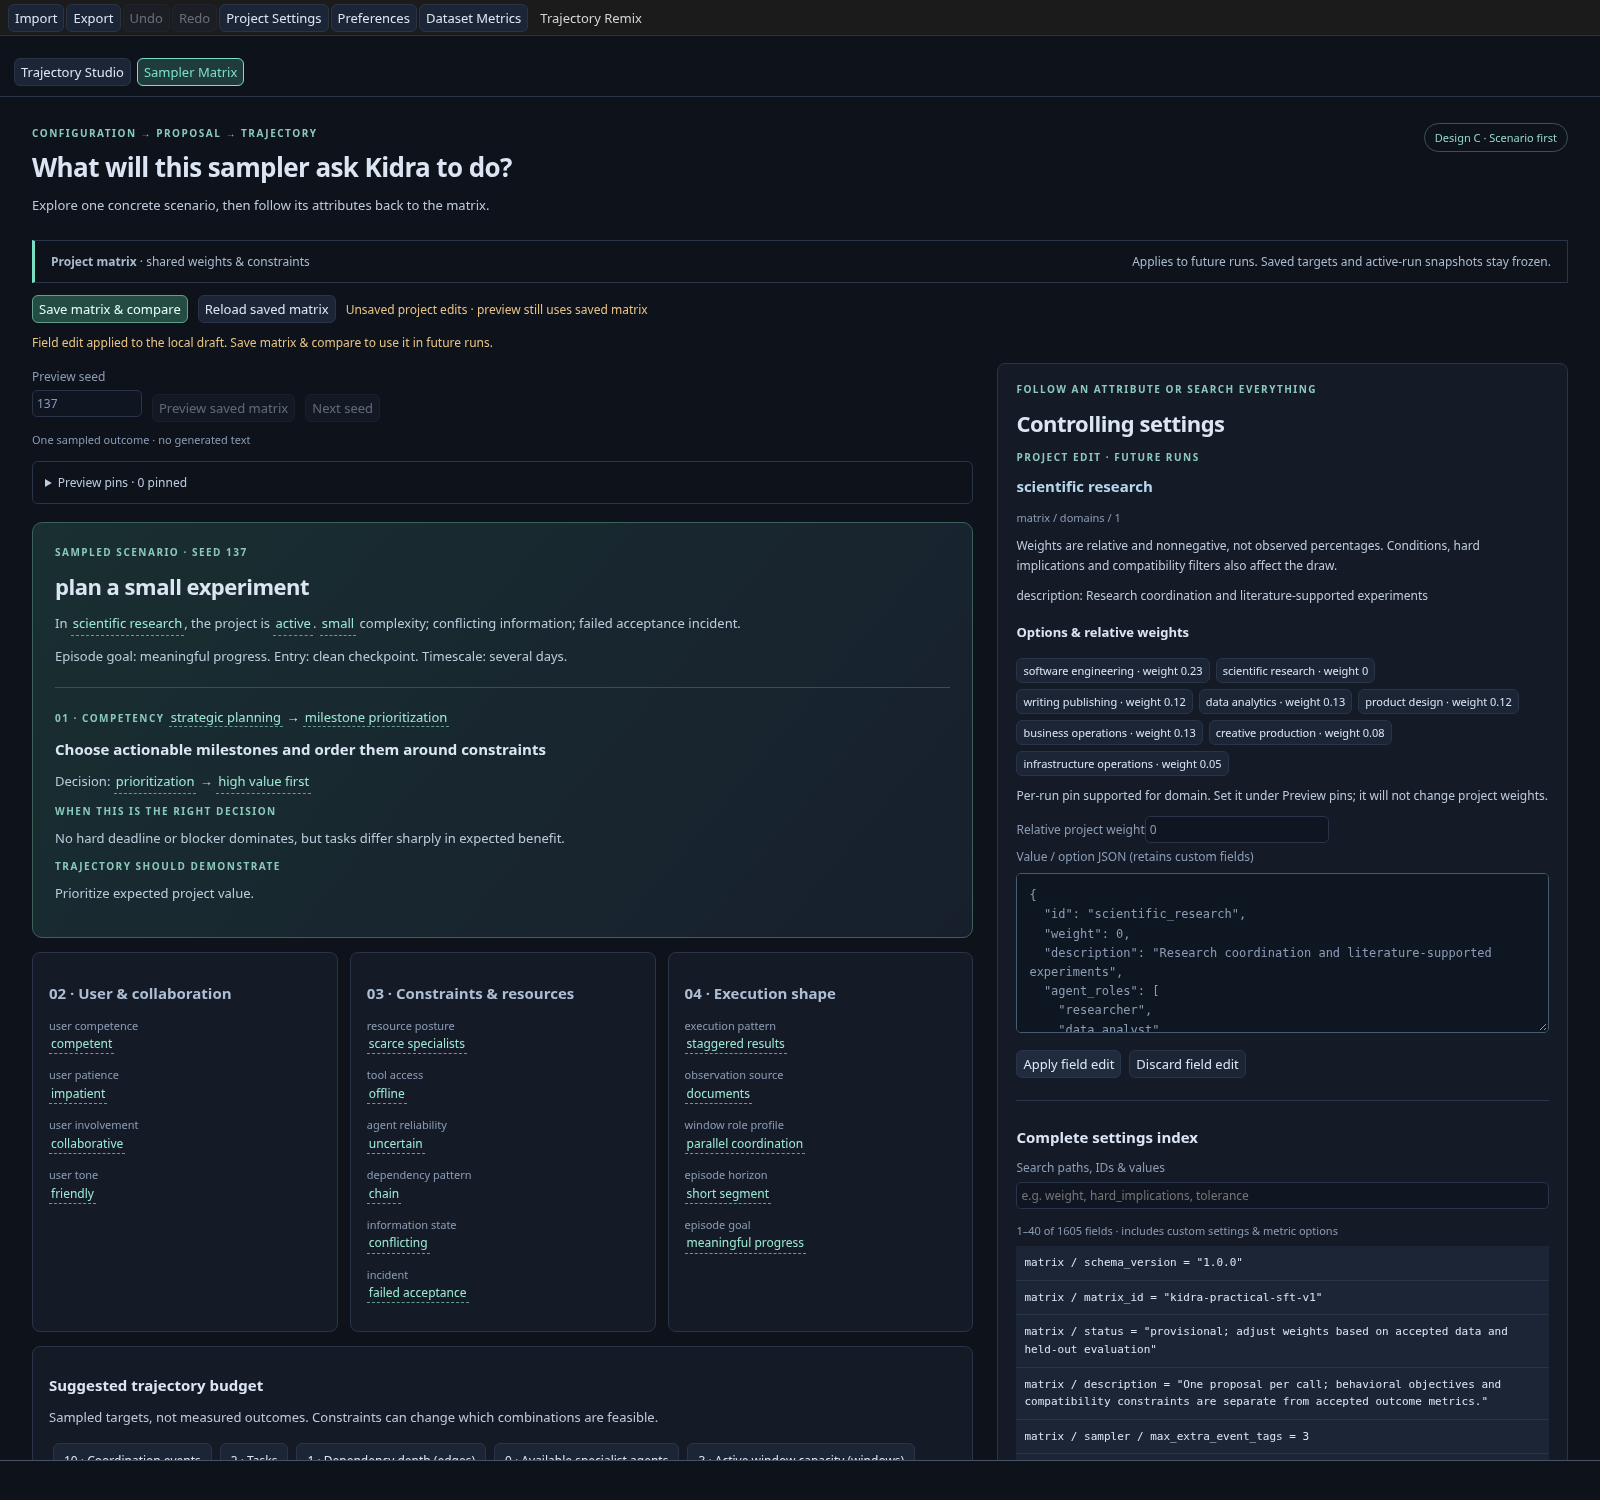 Import Export Undo Redo Project Settings Preferences Dataset Metrics Trajectory Remix
Trajectory Studio Sampler Matrix
CONFIGURATION → PROPOSAL → TRAJECTORY
Design C · Scenario first
What will this sampler ask Kidra to do?
Explore one concrete scenario, then follow its attributes back to the matrix.
Project matrix · shared weights & constraints
Applies to future runs. Saved targets and active-run snapshots stay frozen.
Save matrix & compare Reload saved matrix Unsaved project edits · preview still uses saved matrix
Field edit applied to the local draft. Save matrix & compare to use it in future runs.
Preview seed
137 Preview saved matrix Next seed
One sampled outcome · no generated text
▶ Preview pins · 0 pinned
SAMPLED SCENARIO · SEED 137
plan a small experiment
In scientific research, the project is active. small complexity; conflicting information; failed acceptance incident.
Episode goal: meaningful progress. Entry: clean checkpoint. Timescale: several days.
01 · COMPETENCY strategic planning → milestone prioritization
Choose actionable milestones and order them around constraints
Decision: prioritization → high value first
WHEN THIS IS THE RIGHT DECISION
No hard deadline or blocker dominates, but tasks differ sharply in expected benefit.
TRAJECTORY SHOULD DEMONSTRATE
Prioritize expected project value.
02 · User & collaboration
user competence
competent
user patience
impatient
user involvement
collaborative
user tone
friendly
03 · Constraints & resources
resource posture
scarce specialists
tool access
offline
agent reliability
uncertain
dependency pattern
chain
information state
conflicting
incident
failed acceptance
04 · Execution shape
execution pattern
staggered results
observation source
documents
window role profile
parallel coordination
episode horizon
short segment
episode goal
meaningful progress
Suggested trajectory budget
Sampled targets, not measured outcomes. Constraints can change which combinations are feasible.
10 · Coordination events 2 · Tasks 1 · Dependency depth (edges) 0 · Available specialist agents 2 · Active window capacity (windows)
FOLLOW AN ATTRIBUTE OR SEARCH EVERYTHING
Controlling settings
PROJECT EDIT · FUTURE RUNS
scientific research
matrix / domains / 1
Weights are relative and nonnegative, not observed percentages. Conditions, hard
implications and compatibility filters also affect the draw.
description: Research coordination and literature-supported experiments
Options & relative weights
software engineering · weight 0.23 scientific research · weight 0
writing publishing · weight 0.12 data analytics · weight 0.13 product design · weight 0.12
business operations · weight 0.13 creative production · weight 0.08
infrastructure operations · weight 0.05
Per-run pin supported for domain. Set it under Preview pins; it will not change project weights.
Relative project weight 0
Value / option JSON (retains custom fields)
{
"id": "scientific_research",
"weight": 0,
"description": "Research coordination and literature-supported
experiments",
"agent_roles": [
"researcher",
"data_analyst"
Apply field edit Discard field edit
Complete settings index
Search paths, IDs & values
e.g. weight, hard_implications, tolerance
1–40 of 1605 fields · includes custom settings & metric options
matrix / schema_version = "1.0.0"
matrix / matrix_id = "kidra-practical-sft-v1"
matrix / status = "provisional; adjust weights based on accepted data and
held-out evaluation"
matrix / description = "One proposal per call; behavioral objectives and
compatibility constraints are separate from accepted outcome metrics."
matrix / sampler / max_extra_event_tags = 3